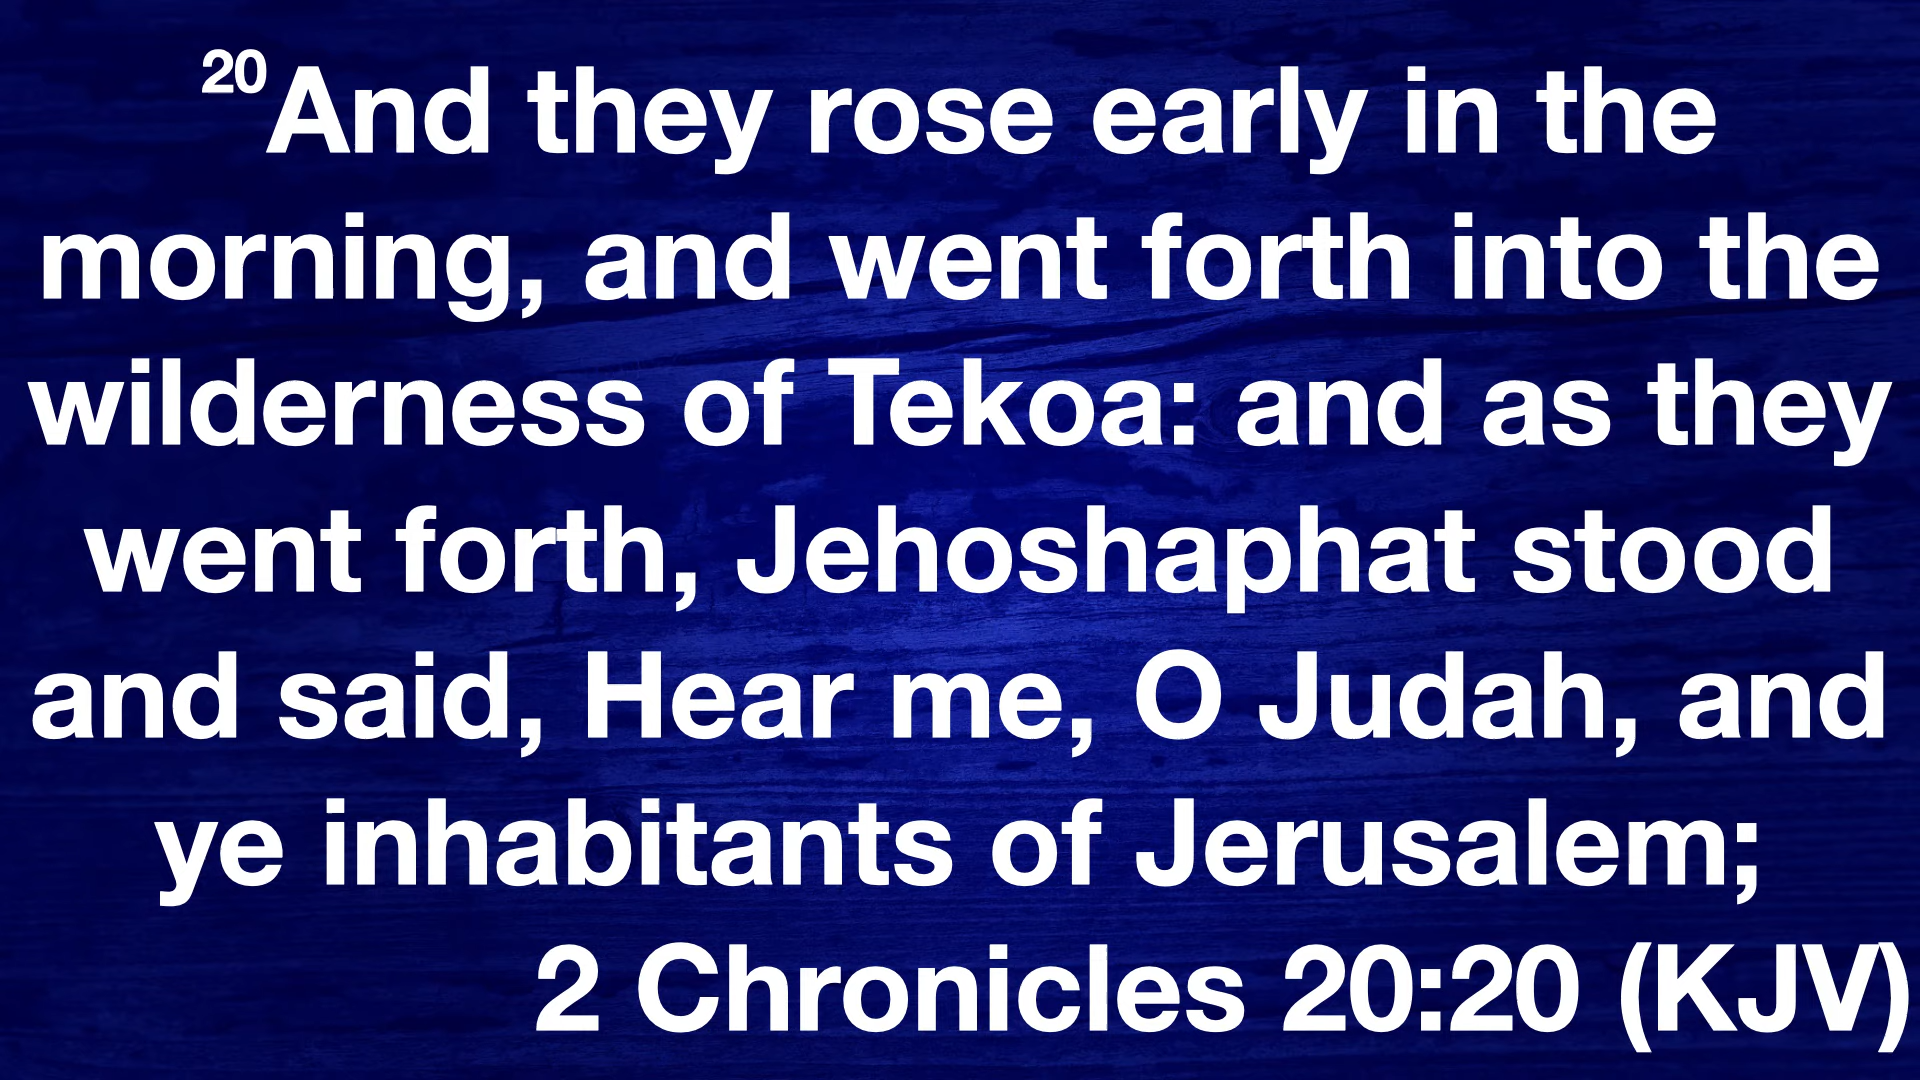 20And they rose early in the
morning, and went forth into the
wilderness of Tekoa: and as they
went forth, Jehoshaphat stood
and said, Hear me, O Judah, and
ye inhabitants of Jerusalem;
2 Chronicles 20:20 (KJV)